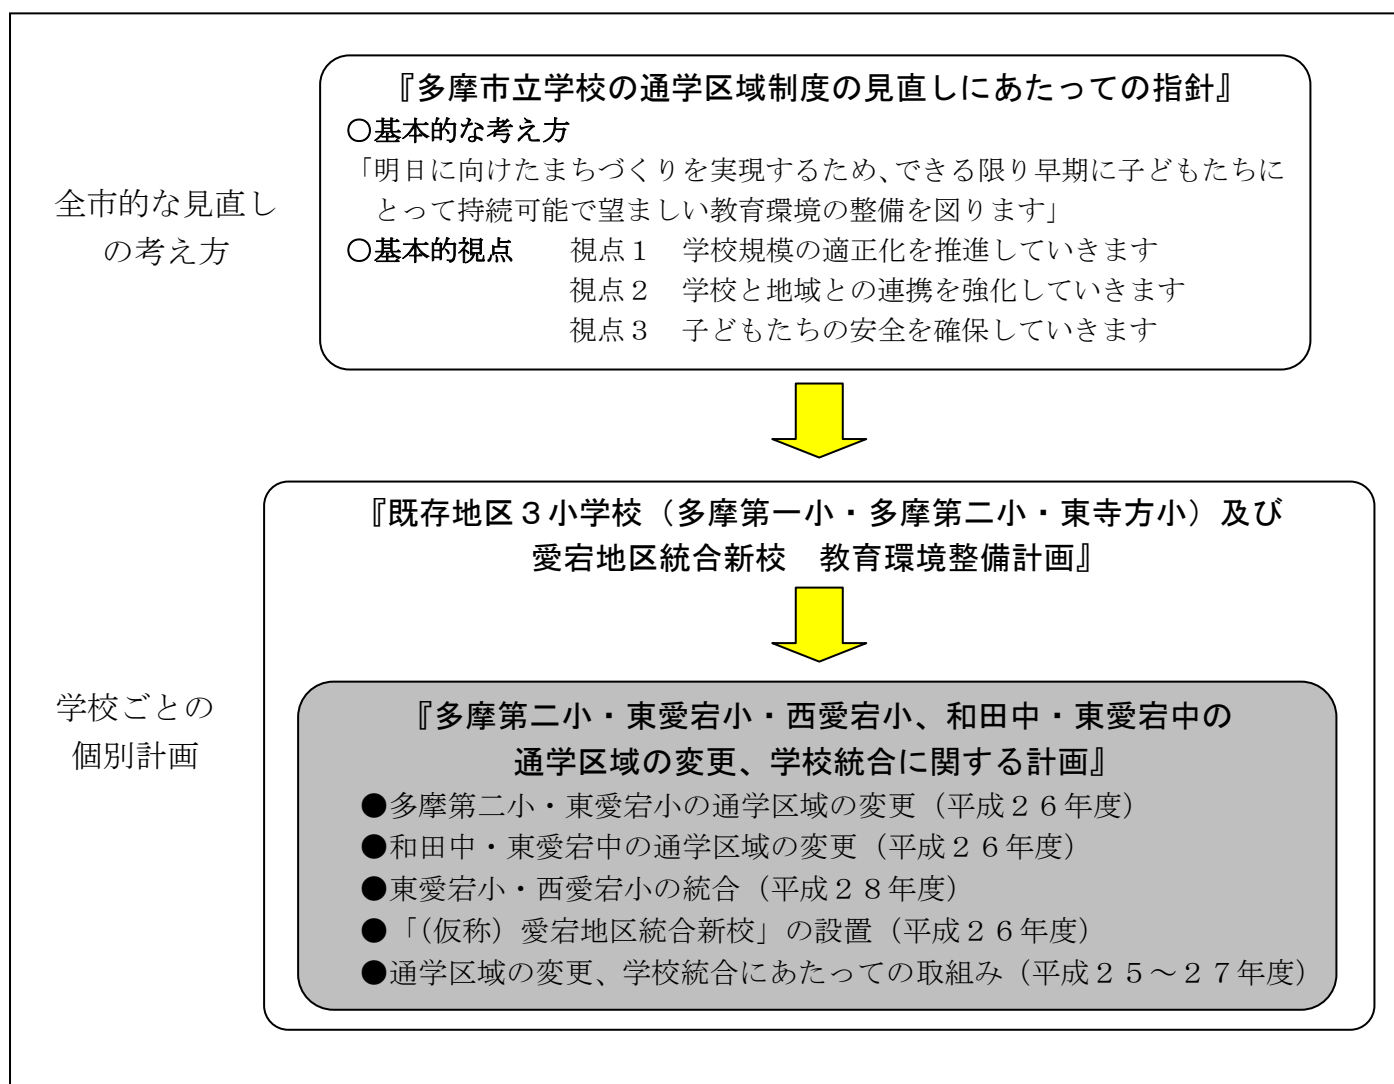 『多摩市立学校の通学区域制度の見直しにあたっての指針』
○基本的な考え方
「明日に向けたまちづくりを実現するため、できる限り早期に子どもたちに
とって持続可能で望ましい教育環境の整備を図ります」
○基本的視点 視点１ 学校規模の適正化を推進していきます
視点２ 学校と地域との連携を強化していきます
視点３ 子どもたちの安全を確保していきます
全市的な見直し
の考え方
『既存地区３小学校（多摩第一小・多摩第二小・東寺方小）及び
愛宕地区統合新校 教育環境整備計画』
学校ごとの
個別計画
『多摩第二小・東愛宕小・西愛宕小、和田中・東愛宕中の
通学区域の変更、学校統合に関する計画』
●多摩第二小・東愛宕小の通学区域の変更（平成２６年度）
●和田中・東愛宕中の通学区域の変更（平成２６年度）
●東愛宕小・西愛宕小の統合（平成２８年度）
●「(仮称）愛宕地区統合新校」の設置（平成２６年度）
●通学区域の変更、学校統合にあたっての取組み（平成２５～２７年度）